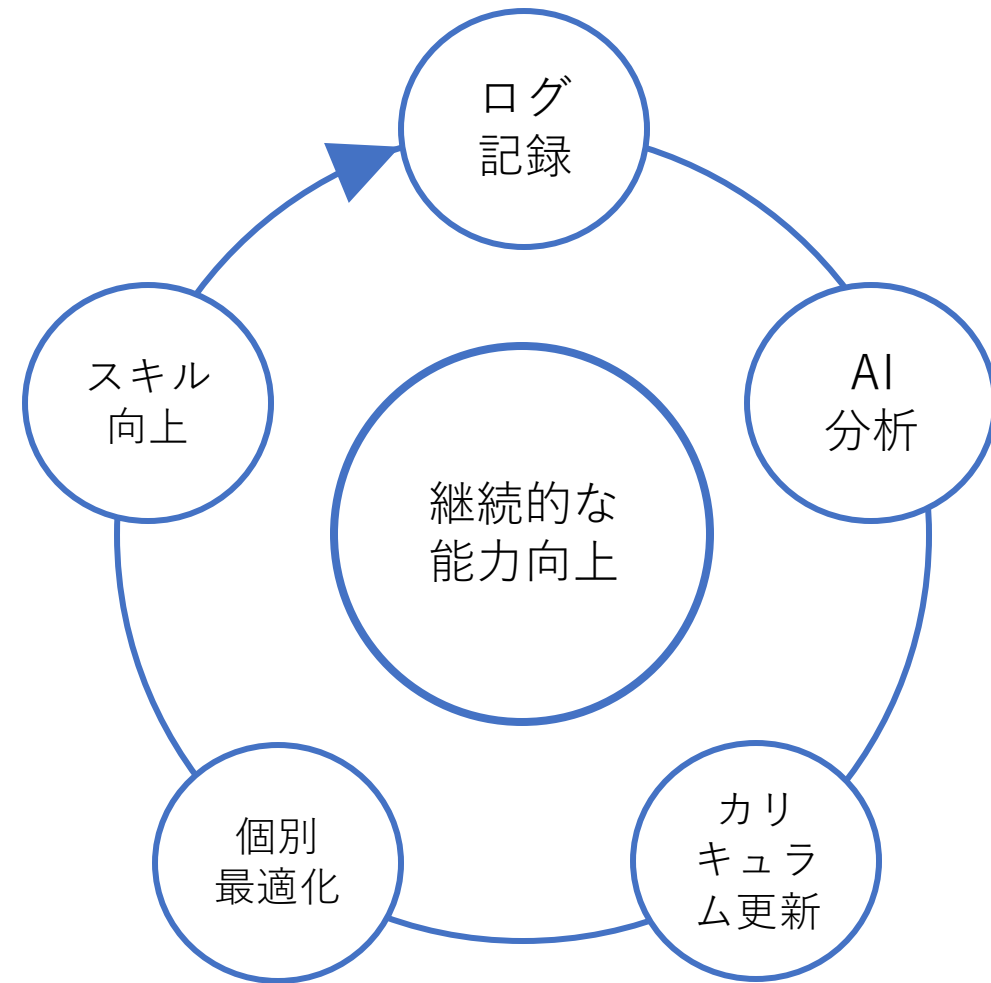 ログ
記録
AI
分析
カリ
キュラ
ム更新
個別
最適化
スキル
向上
継続的な
能力向上